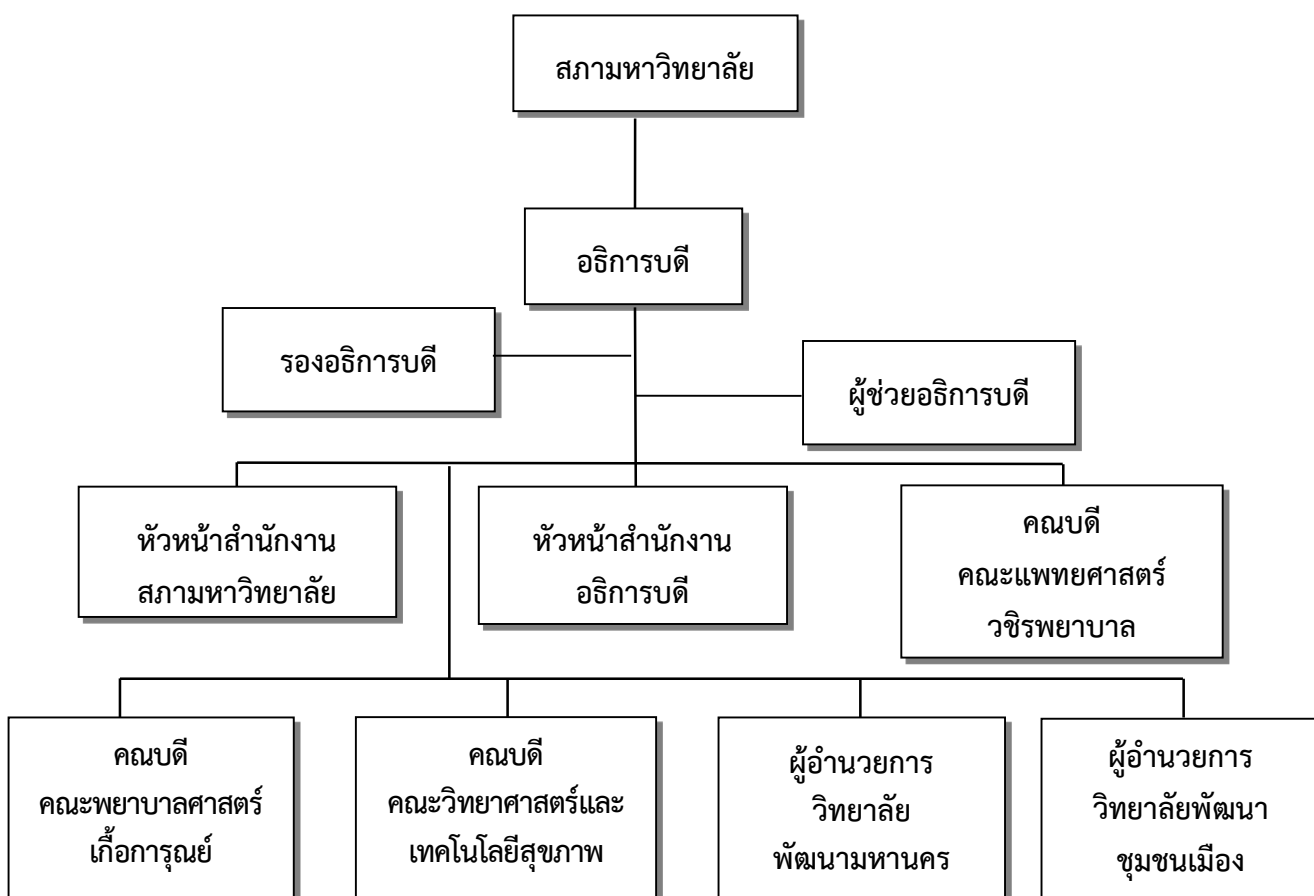 สภามหาวิทยาลัย
อธิการบดี
รองอธิการบดี
ผู้ช่วยอธิการบดี
หัวหน้าสำนักงาน
สภามหาวิทยาลัย
หัวหน้าสำนักงาน
อธิการบดี
คณบดี
คณะแพทยศาสตร์
วชิรพยาบาล
คณบดี
คณะพยาบาลศาสตร์
เกื้อการุณย์
คณบดี
คณะวิทยาศาสตร์และ
เทคโนโลยีสุขภาพ
ผู้อำนวยการ
วิทยาลัย
พัฒนามหานคร
ผู้อำนวยการ
วิทยาลัยพัฒนา
ชุมชนเมือง